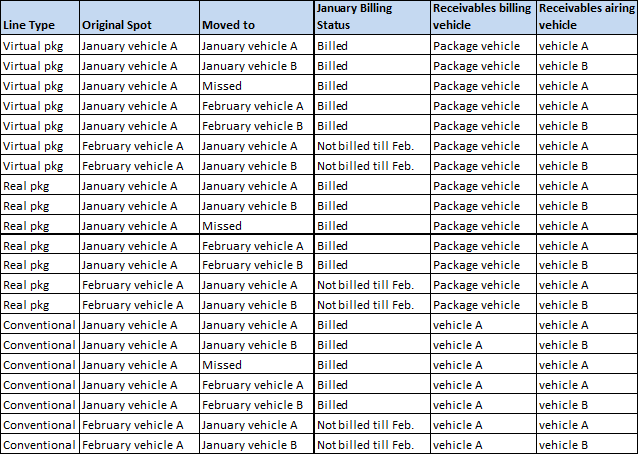 Line Type | Original Spot | Moved to | January Billing Status | Receivables billing vehicle | Receivables airing vehicle
Virtual pkg | January vehicle A | January vehicle A | Billed | Package vehicle | vehicle A
Virtual pkg | January vehicle A | January vehicle B | Billed | Package vehicle | vehicle B
Virtual pkg | January vehicle A | Missed | Billed | Package vehicle | vehicle A
Virtual pkg | January vehicle A | February vehicle A | Billed | Package vehicle | vehicle A
Virtual pkg | January vehicle A | February vehicle B | Billed | Package vehicle | vehicle B
Virtual pkg | February vehicle A | January vehicle A | Not billed till Feb. | Package vehicle | vehicle A
Virtual pkg | February vehicle A | January vehicle B | Not billed till Feb. | Package vehicle | vehicle B
Real pkg | January vehicle A | January vehicle A | Billed | Package vehicle | vehicle A
Real pkg | January vehicle A | January vehicle B | Billed | Package vehicle | vehicle B
Real pkg | January vehicle A | Missed | Billed | Package vehicle | vehicle A
Real pkg | January vehicle A | February vehicle A | Billed | Package vehicle | vehicle A
Real pkg | January vehicle A | February vehicle B | Billed | Package vehicle | vehicle B
Real pkg | February vehicle A | January vehicle A | Not billed till Feb. | Package vehicle | vehicle A
Real pkg | February vehicle A | January vehicle B | Not billed till Feb. | Package vehicle | vehicle B
Conventional | January vehicle A | January vehicle A | Billed | vehicle A | vehicle A
Conventional | January vehicle A | January vehicle B | Billed | vehicle A | vehicle B
Conventional | January vehicle A | Missed | Billed | vehicle A | vehicle A
Conventional | January vehicle A | February vehicle A | Billed | vehicle A | vehicle A
Conventional | January vehicle A | February vehicle B | Billed | vehicle A | vehicle B
Conventional | February vehicle A | January vehicle A | Not billed till Feb. | vehicle A | vehicle A
Conventional | February vehicle A | January vehicle B | Not billed till Feb. | vehicle A | vehicle B